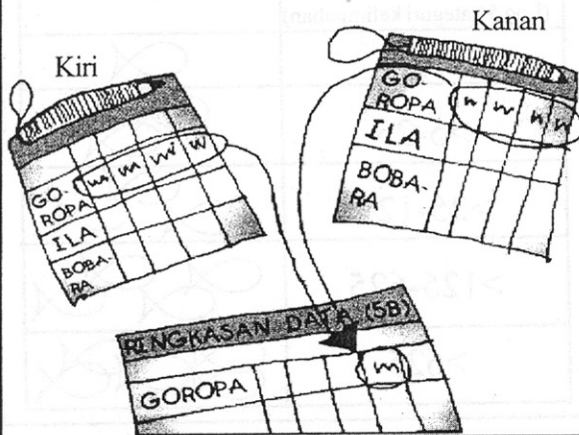 Kiri
Kanan
GO-
ROPA
ILA
BOBA-
RA
GO-
ROPA
ILA
BOBA-
RA
RINGKASAN DATA (5B)
GOROPA